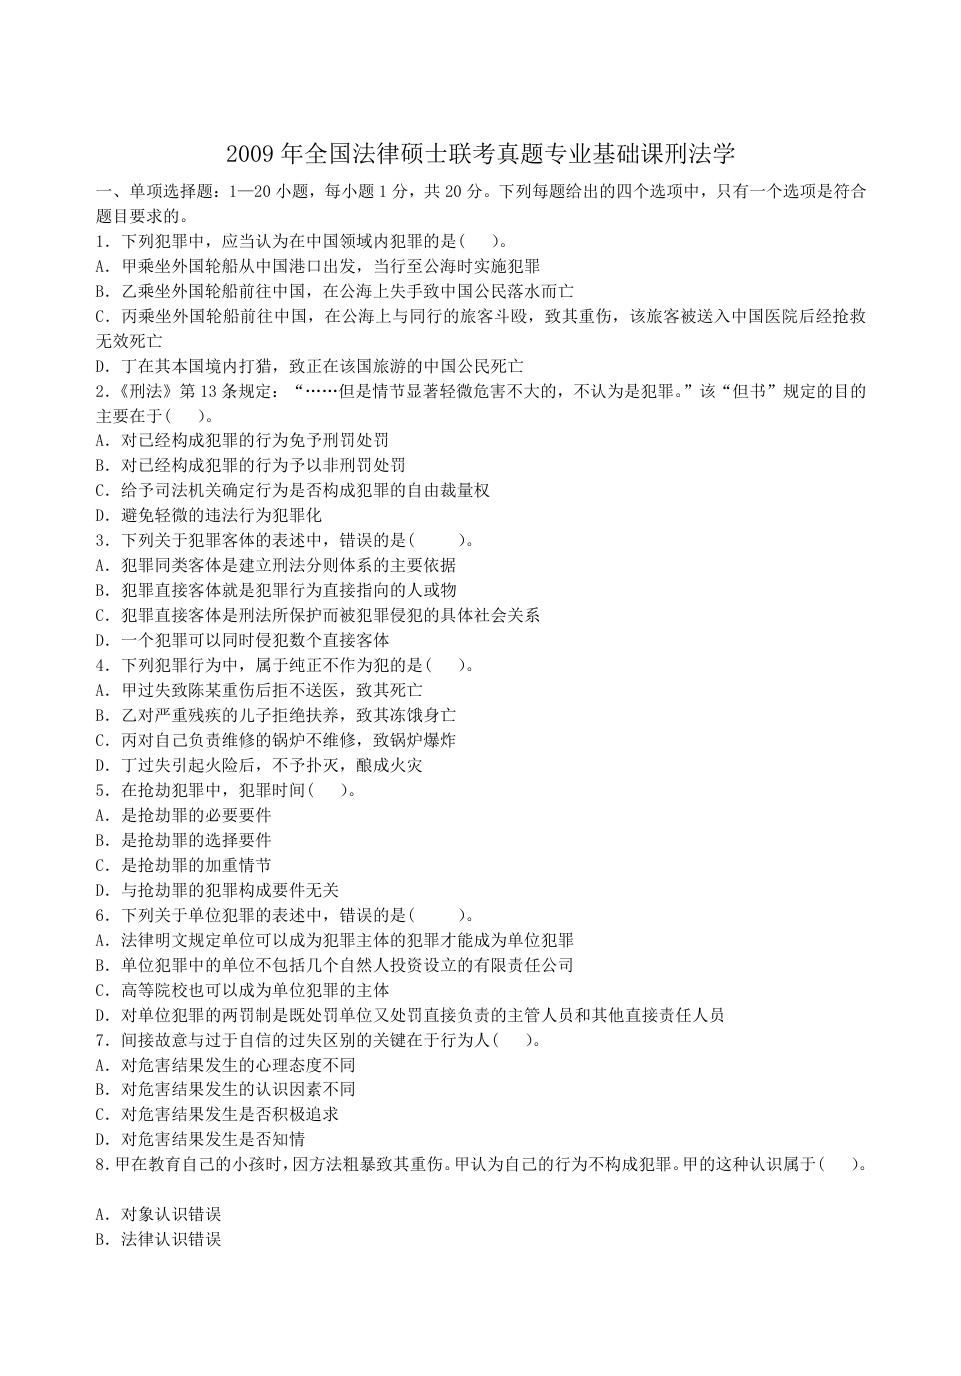 2009 年全国法律硕士联考真题专业基础课刑法学
一、单项选择题：1—20 小题，每小题 1 分，共 20 分。下列每题给出的四个选项中，只有一个选项是符合
题目要求的。
1．下列犯罪中，应当认为在中国领域内犯罪的是(   )。
A．甲乘坐外国轮船从中国港口出发，当行至公海时实施犯罪
B．乙乘坐外国轮船前往中国，在公海上失手致中国公民落水而亡
C．丙乘坐外国轮船前往中国，在公海上与同行的旅客斗殴，致其重伤，该旅客被送入中国医院后经抢救
无效死亡
D．丁在其本国境内打猎，致正在该国旅游的中国公民死亡
2．《刑法》第 13 条规定：“……但是情节显著轻微危害不大的，不认为是犯罪。”该“但书”规定的目的
主要在于(   )。
A．对已经构成犯罪的行为免予刑罚处罚
B．对已经构成犯罪的行为予以非刑罚处罚
C．给予司法机关确定行为是否构成犯罪的自由裁量权
D．避免轻微的违法行为犯罪化
3．下列关于犯罪客体的表述中，错误的是(     )。
A．犯罪同类客体是建立刑法分则体系的主要依据
B．犯罪直接客体就是犯罪行为直接指向的人或物
C．犯罪直接客体是刑法所保护而被犯罪侵犯的具体社会关系
D．一个犯罪可以同时侵犯数个直接客体
4．下列犯罪行为中，属于纯正不作为犯的是(   )。
A．甲过失致陈某重伤后拒不送医，致其死亡
B．乙对严重残疾的儿子拒绝扶养，致其冻饿身亡
C．丙对自己负责维修的锅炉不维修，致锅炉爆炸
D．丁过失引起火险后，不予扑灭，酿成火灾
5．在抢劫犯罪中，犯罪时间(   )。
A．是抢劫罪的必要要件
B．是抢劫罪的选择要件
C．是抢劫罪的加重情节
D．与抢劫罪的犯罪构成要件无关
6．下列关于单位犯罪的表述中，错误的是(     )。
A．法律明文规定单位可以成为犯罪主体的犯罪才能成为单位犯罪
B．单位犯罪中的单位不包括几个自然人投资设立的有限责任公司
C．高等院校也可以成为单位犯罪的主体
D．对单位犯罪的两罚制是既处罚单位又处罚直接负责的主管人员和其他直接责任人员
7．间接故意与过于自信的过失区别的关键在于行为人(   )。
A．对危害结果发生的心理态度不同
B．对危害结果发生的认识因素不同
C．对危害结果发生是否积极追求
D．对危害结果发生是否知情
8．甲在教育自己的小孩时，因方法粗暴致其重伤。甲认为自己的行为不构成犯罪。甲的这种认识属于(   )。
A．对象认识错误
B．法律认识错误